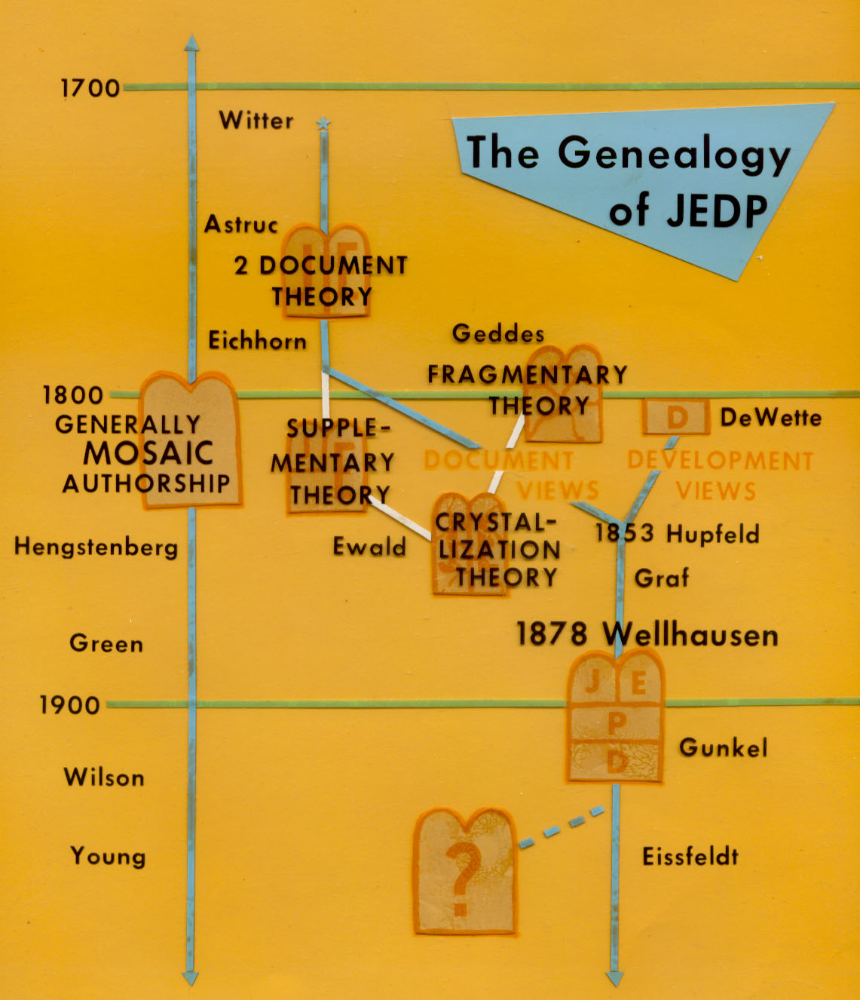 The Genealogy
of JEDP
1700
Witter
Astruc
J E
2 DOCUMENT
THEORY
Eichhorn
Geddes
FRAGMENTARY
THEORY
1800
GENERALLY
MOSAIC
AUTHORSHIP
SUPPLE-
MENTARY
THEORY
E
D
DeWette
DOCUMENT
VIEWS
DEVELOPMENT
VIEWS
Hengstenberg
Ewald
CRYSTAL-
LIZATION
THEORY
1853 Hupfeld
Graf
1878 Wellhausen
Green
J E
P
D
1900
Gunkel
Wilson
?
Young
Eissfeldt